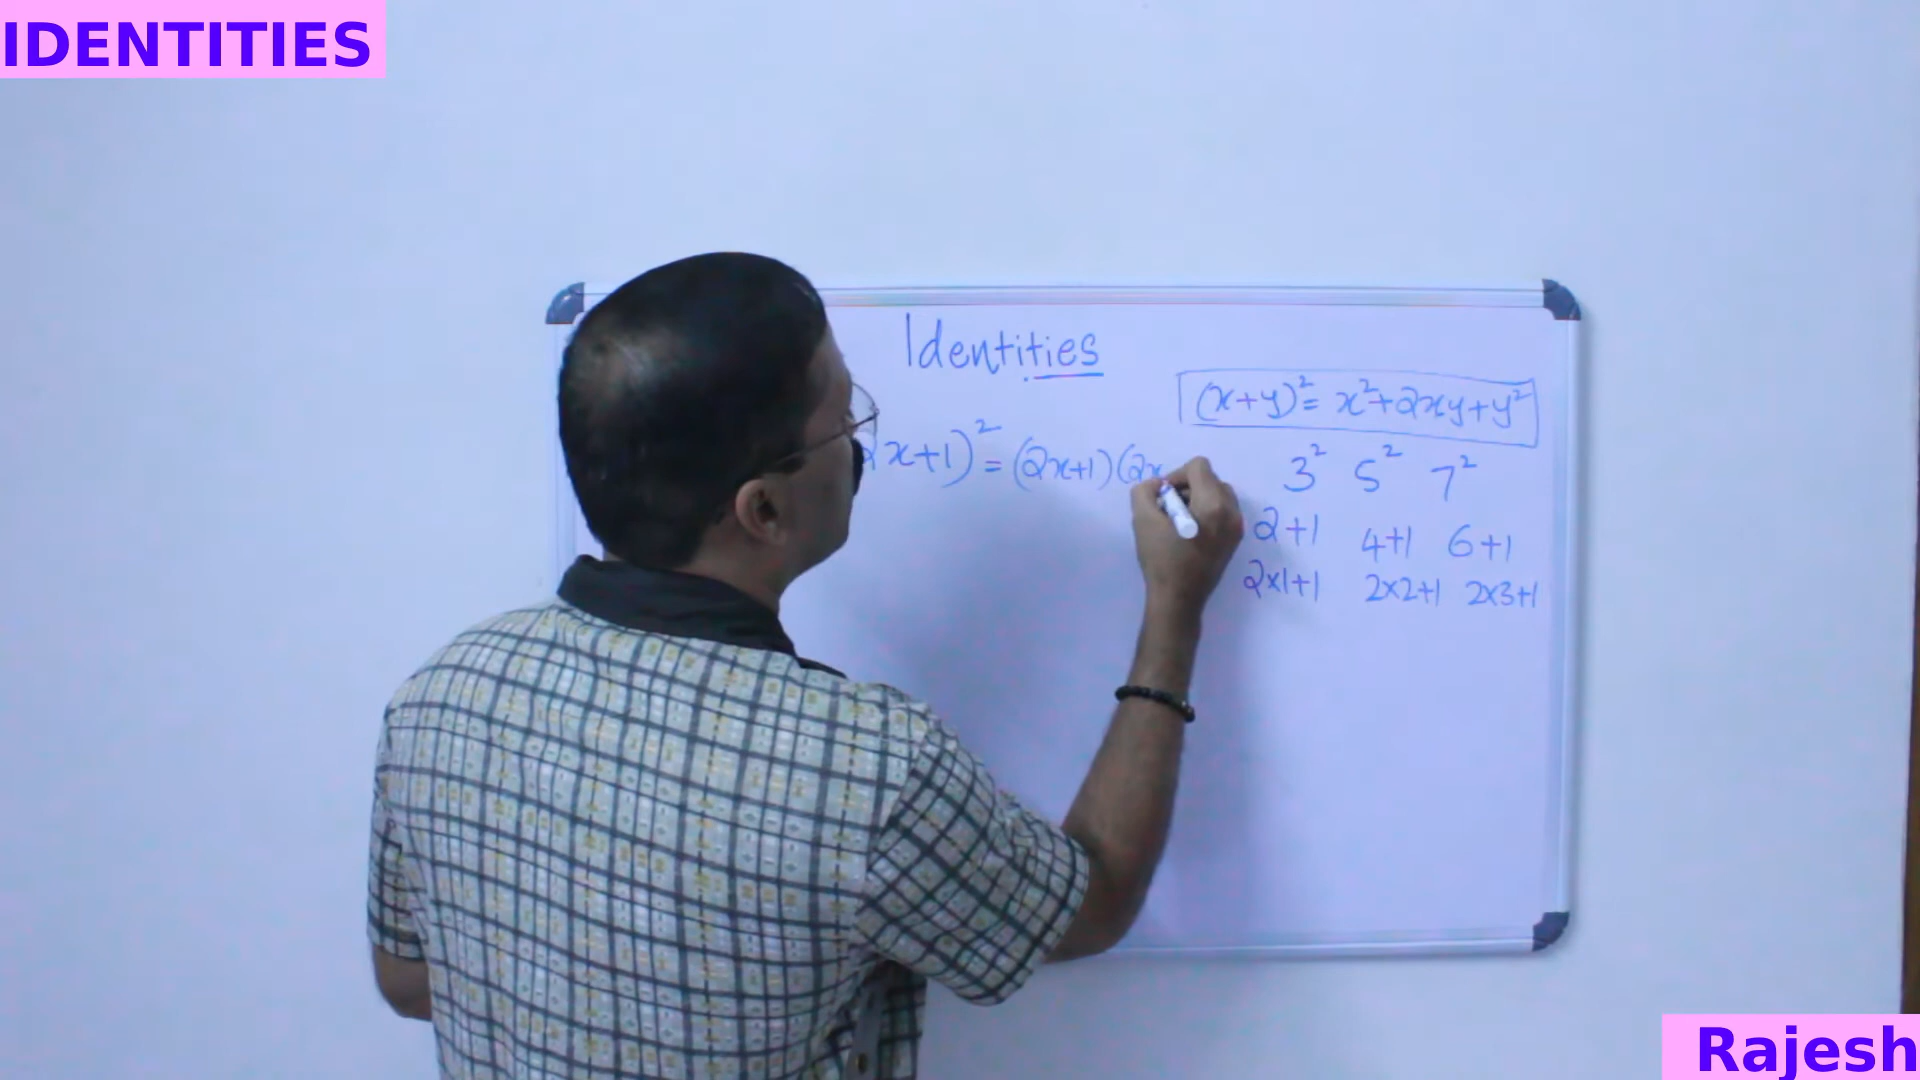 IDENTITIES
Identities
(x+y)²= x²+2xy+y²
2x+1)² = (2x+1)(2x
3² 5² 7²
2+1 4+1 6+1
2x1+1 2x2+1 2x3+1
Rajesh